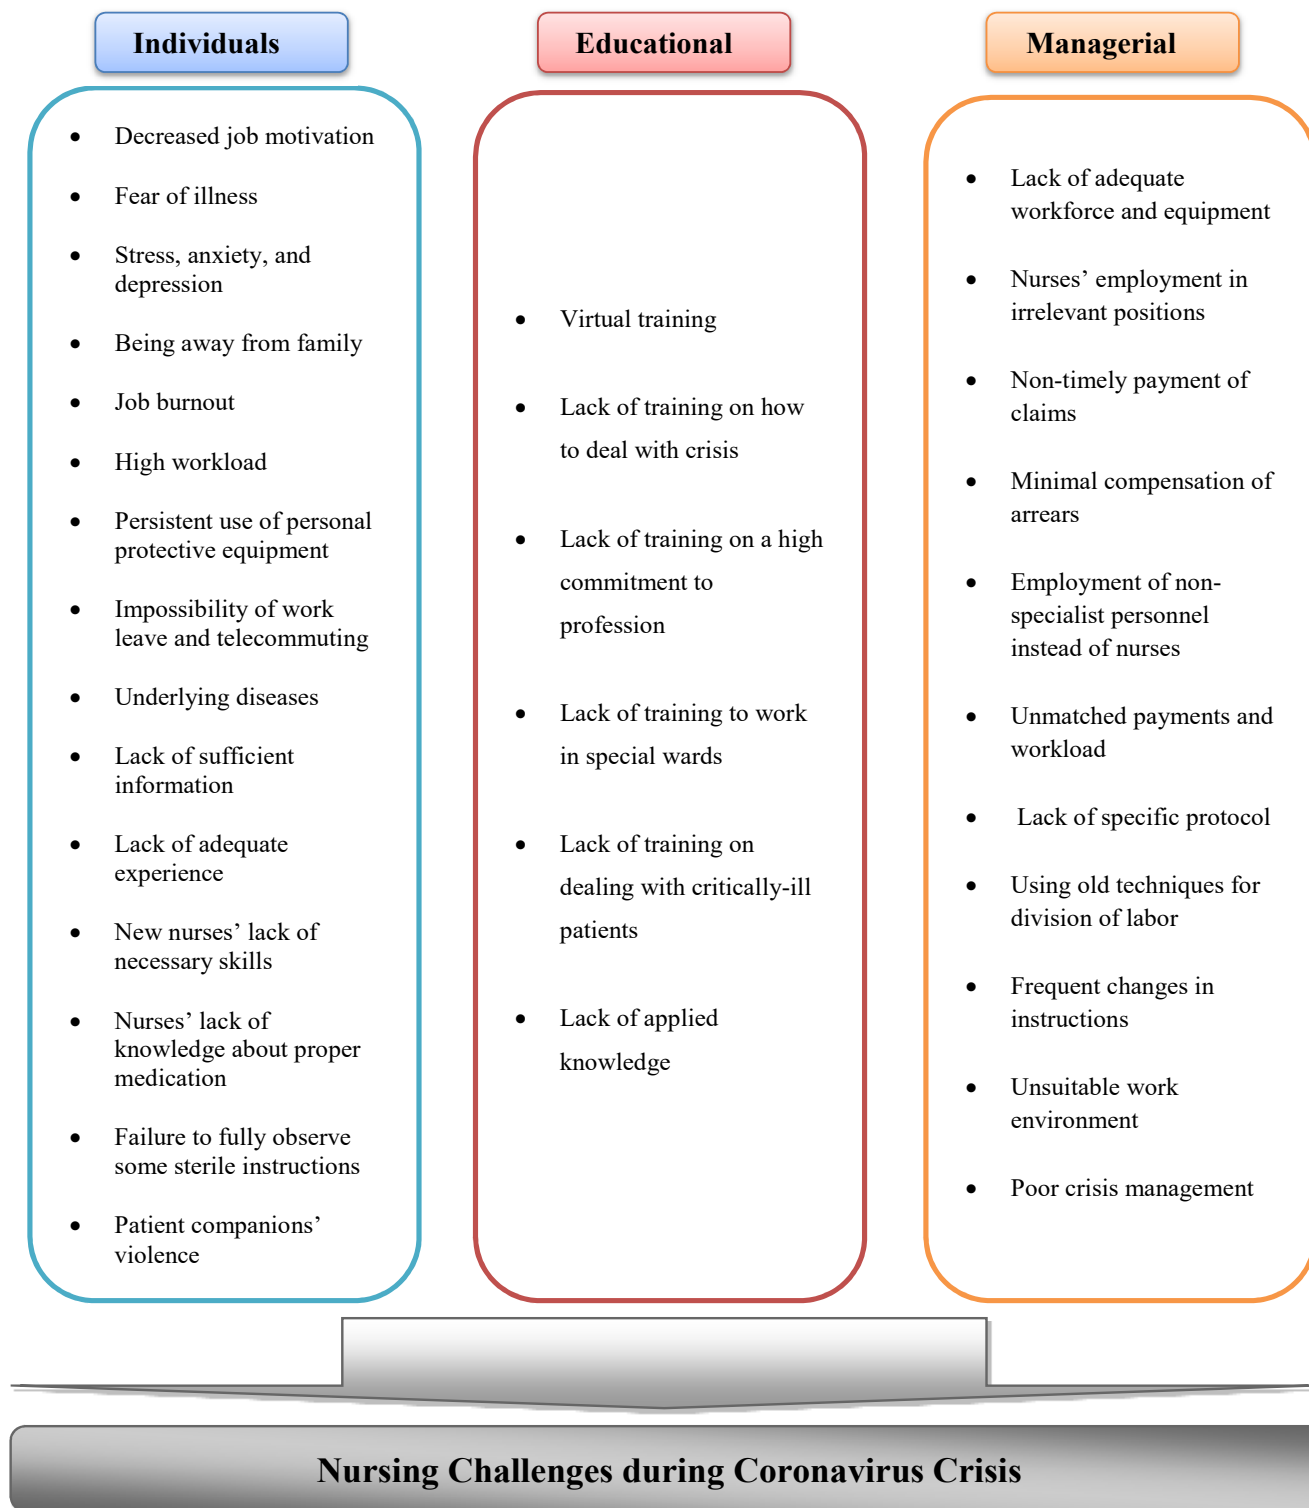 Individuals
• Decreased job motivation
• Fear of illness
• Stress, anxiety, and
depression
• Being away from family
• Job burnout
• High workload
• Persistent use of personal
protective equipment
• Impossibility of work
leave and telecommuting
• Underlying diseases
• Lack of sufficient
information
• Lack of adequate
experience
• New nurses’ lack of
necessary skills
• Nurses’ lack of
knowledge about proper
medication
• Failure to fully observe
some sterile instructions
• Patient companions’
violence
Educational
• Virtual training
• Lack of training on how
to deal with crisis
• Lack of training on a high
commitment to
profession
• Lack of training to work
in special wards
• Lack of training on
dealing with critically-ill
patients
• Lack of applied
knowledge
Managerial
• Lack of adequate
workforce and equipment
• Nurses’ employment in
irrelevant positions
• Non-timely payment of
claims
• Minimal compensation of
arrears
• Employment of non-
specialist personnel
instead of nurses
• Unmatched payments and
workload
• Lack of specific protocol
• Using old techniques for
division of labor
• Frequent changes in
instructions
• Unsuitable work
environment
• Poor crisis management
Nursing Challenges during Coronavirus Crisis